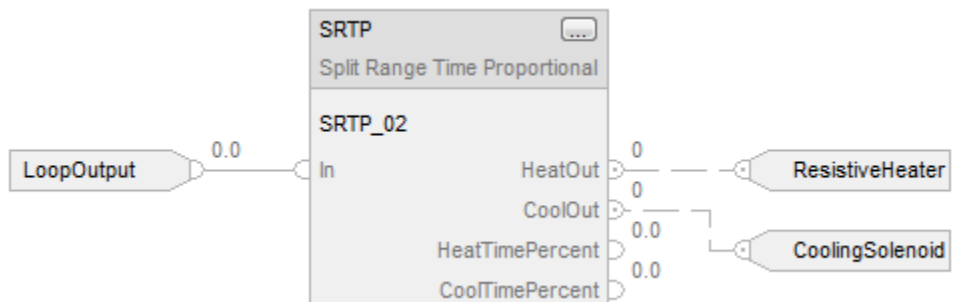 SRTP
...
Split Range Time Proportional
SRTP_02
LoopOutput
0.0
In
HeatOut
0
ResistiveHeater
CoolOut
0
CoolingSolenoid
HeatTimePercent
0.0
CoolTimePercent
0.0